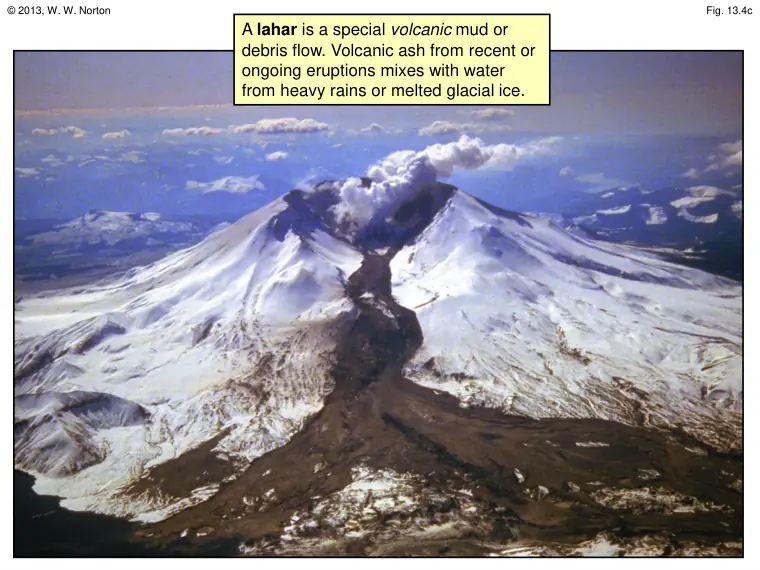 © 2013, W. W. Norton
Fig. 13.4c
A lahar is a special volcanic mud or
debris flow. Volcanic ash from recent or
ongoing eruptions mixes with water
from heavy rains or melted glacial ice.